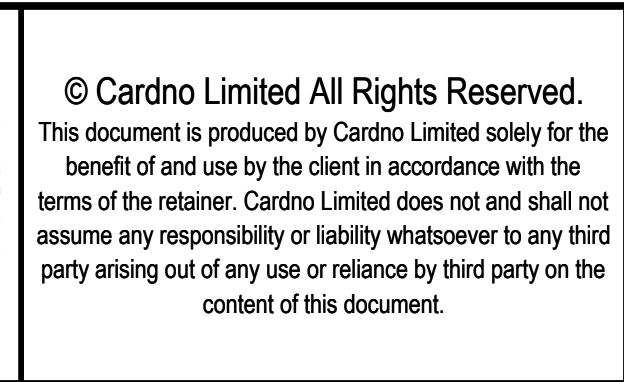 © Cardno Limited All Rights Reserved.
This document is produced by Cardno Limited solely for the
benefit of and use by the client in accordance with the
terms of the retainer. Cardno Limited does not and shall not
assume any responsibility or liability whatsoever to any third
party arising out of any use or reliance by third party on the
content of this document.